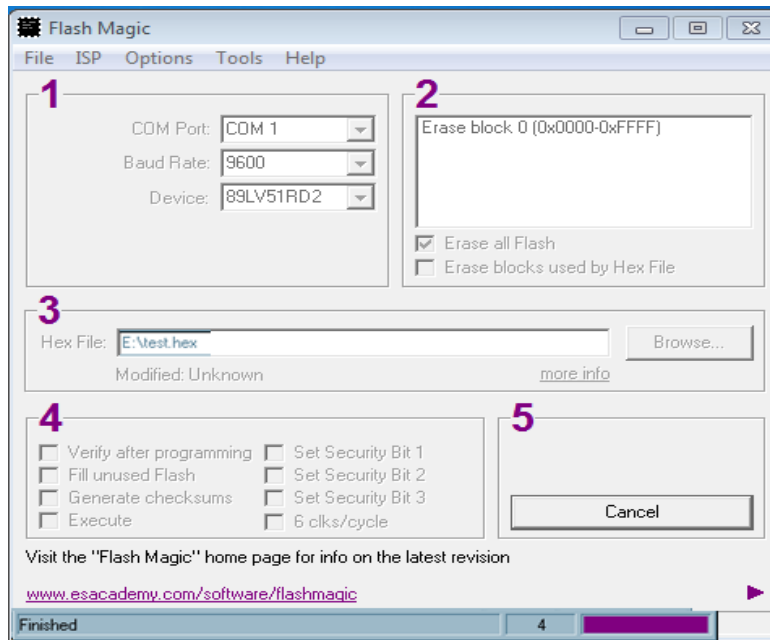 Flash Magic
File ISP Options Tools Help
1
COM Port: COM 1
Baud Rate: 9600
Device: 89LV51RD2
2
Erase block 0 (0x0000-0xFFFF)
Erase all Flash
Erase blocks used by Hex File
3
Hex File: E:\test.hex Browse...
Modified: Unknown more info
4
Verify after programming Set Security Bit 1
Fill unused Flash Set Security Bit 2
Generate checksums Set Security Bit 3
Execute 6 clks/cycle
5
Cancel
Visit the "Flash Magic" home page for info on the latest revision
www.esacademy.com/software/flashmagic
Finished 4